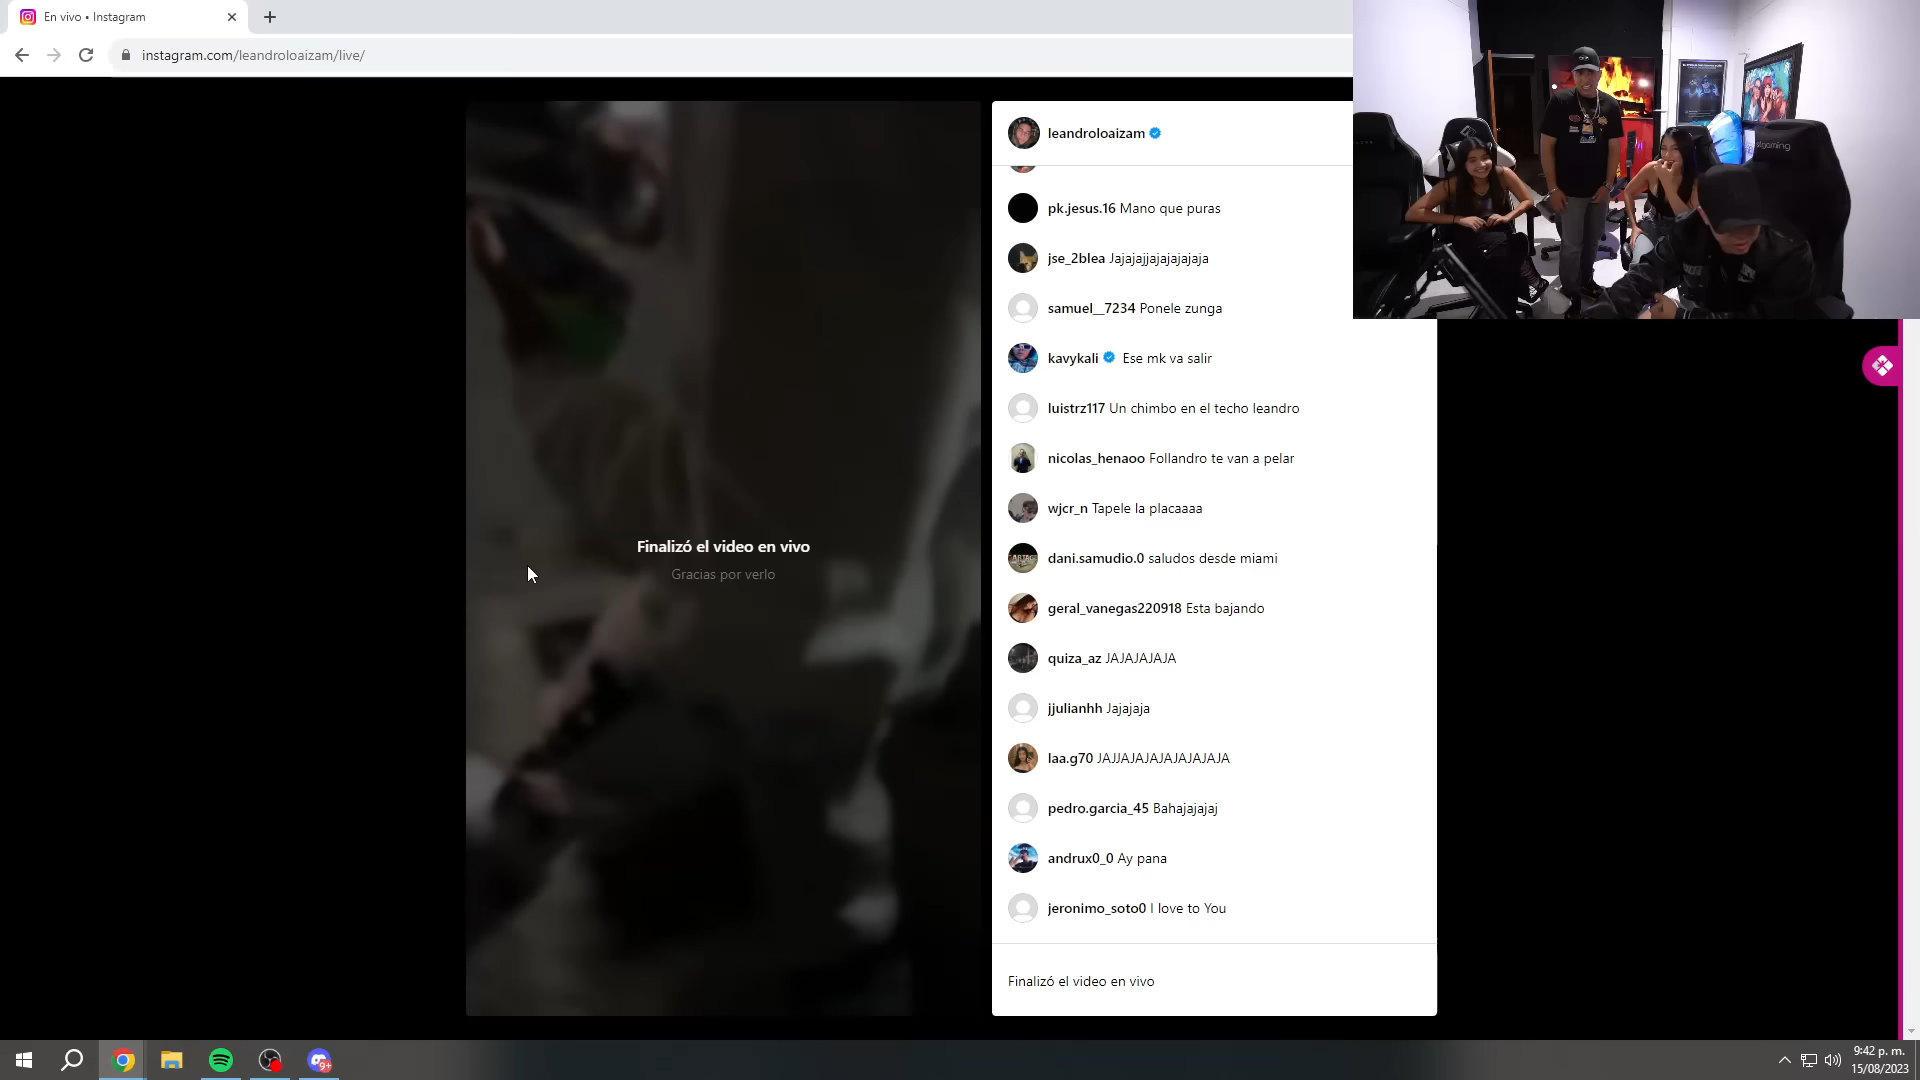 En vivo • Instagram
instagram.com/leandroloaizam/live/
leandroloaizam
pk.jesus.16 Mano que puras
jse_2blea Jajajajjajajajajaja
samuel__7234 Ponele zunga
kavykali Ese mk va salir
luistrz117 Un chimbo en el techo leandro
nicolas_henaoo Follandro te van a pelar
wjcr_n Tapele la placaaaa
dani.samudio.0 saludos desde miami
geral_vanegas220918 Esta bajando
quiza_az JAJAJAJAJA
jjulianhh Jajajaja
laa.g70 JAJJAJAJAJAJAJAJAJA
pedro.garcia_45 Bahajajajaj
andrux0_0 Ay pana
jeronimo_soto0 I love to You
Finalizó el video en vivo
Finalizó el video en vivo
Gracias por verlo
9+
9:42 p. m.
15/08/2023